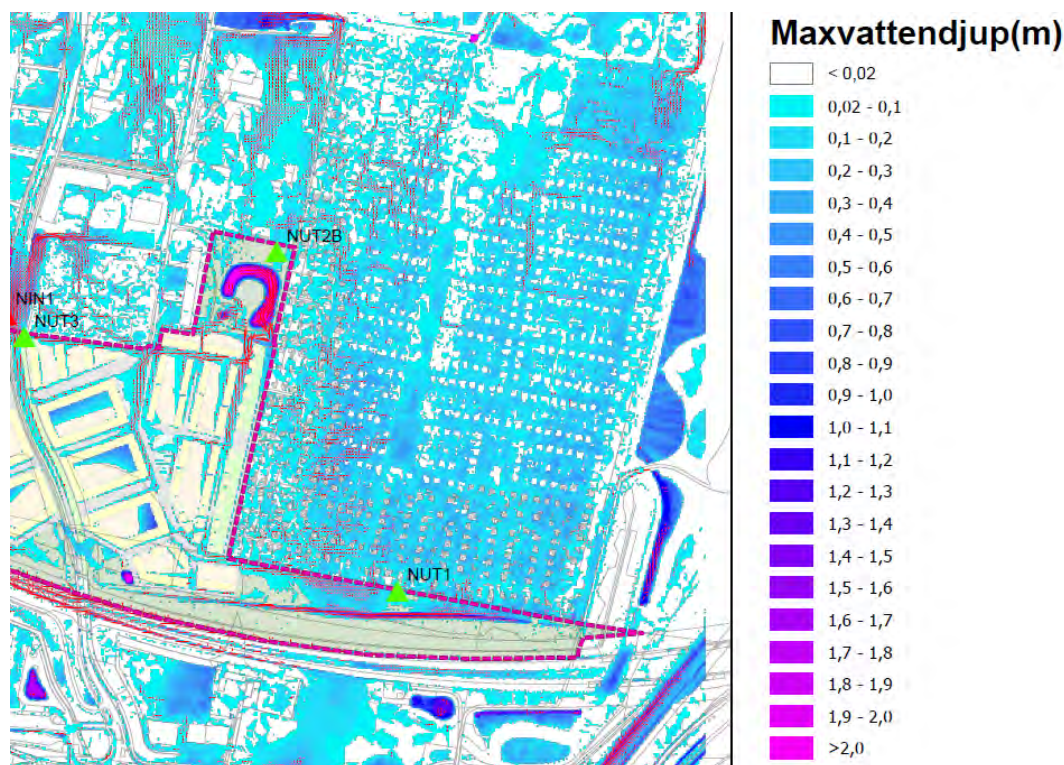 NUT2B
NIN1
NUT3
NUT1
Maxvattendjup(m)
< 0,02
0,02 - 0,1
0,1 - 0,2
0,2 - 0,3
0,3 - 0,4
0,4 - 0,5
0,5 - 0,6
0,6 - 0,7
0,7 - 0,8
0,8 - 0,9
0,9 - 1,0
1,0 - 1,1
1,1 - 1,2
1,2 - 1,3
1,3 - 1,4
1,4 - 1,5
1,5 - 1,6
1,6 - 1,7
1,7 - 1,8
1,8 - 1,9
1,9 - 2,0
>2,0